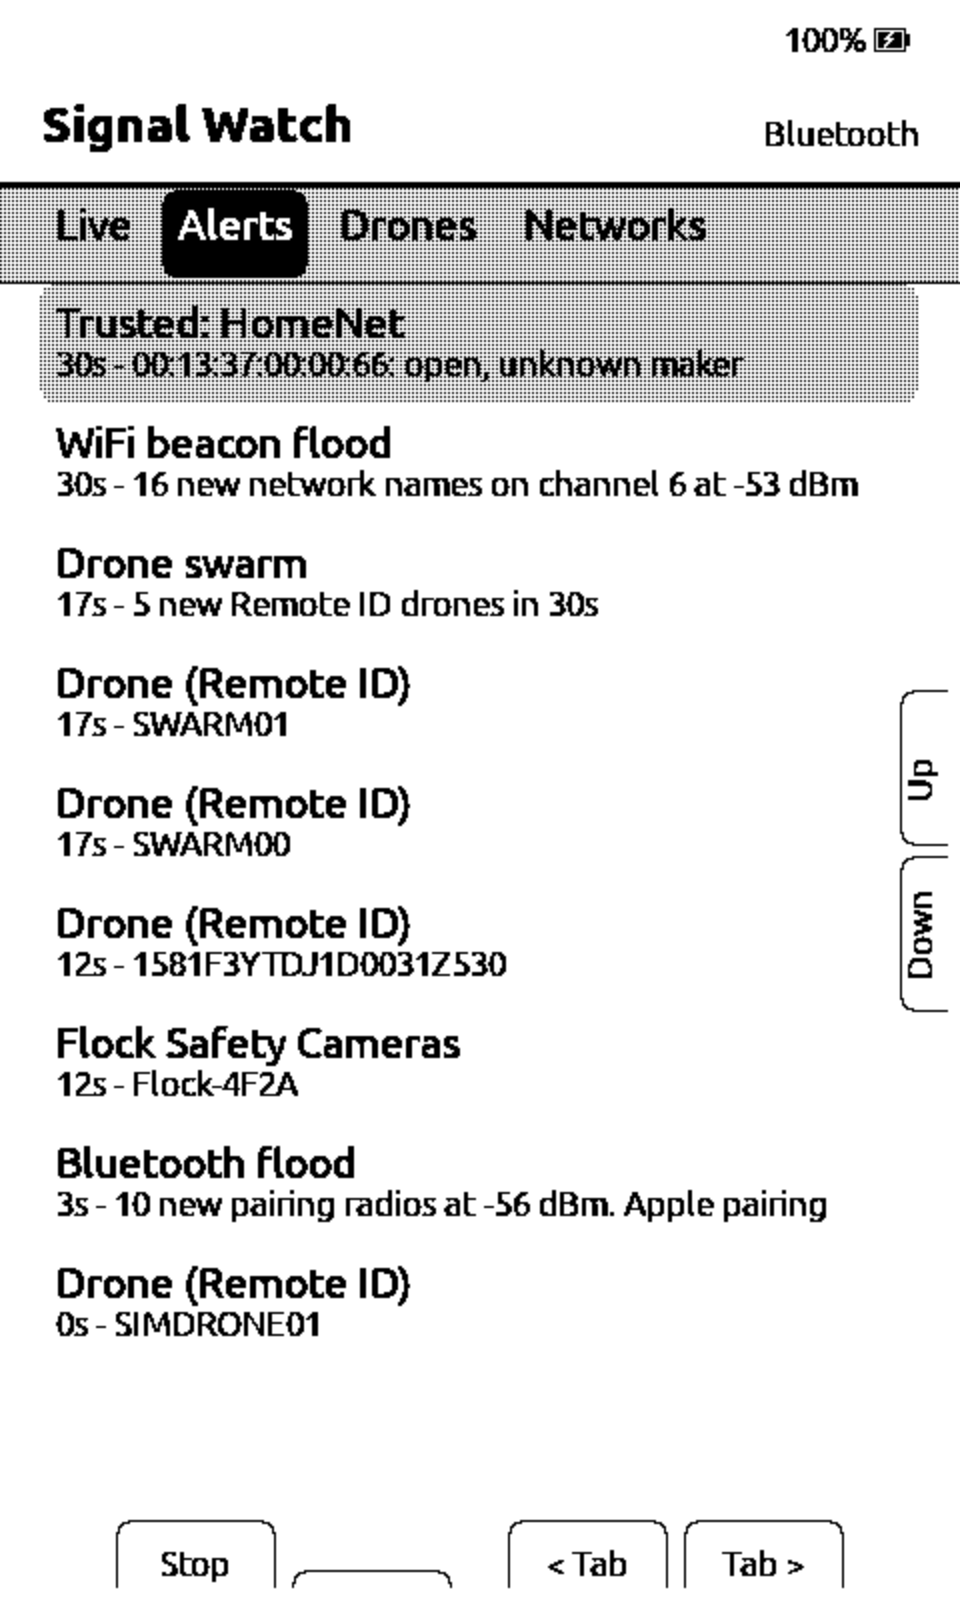 100%
Signal Watch
Bluetooth
Live Alerts Drones Networks
Trusted: HomeNet
30s - 00:13:37:00:00:66: open, unknown maker
WiFi beacon flood
30s - 16 new network names on channel 6 at -53 dBm
Drone swarm
17s - 5 new Remote ID drones in 30s
Drone (Remote ID)
17s - SWARM01
Drone (Remote ID)
17s - SWARM00
Drone (Remote ID)
12s - 1581F3YTDJ1D0031Z530
Flock Safety Cameras
12s - Flock-4F2A
Bluetooth flood
3s - 10 new pairing radios at -56 dBm. Apple pairing
Drone (Remote ID)
0s - SIMDRONE01
Up
Down
Stop
< Tab
Tab >